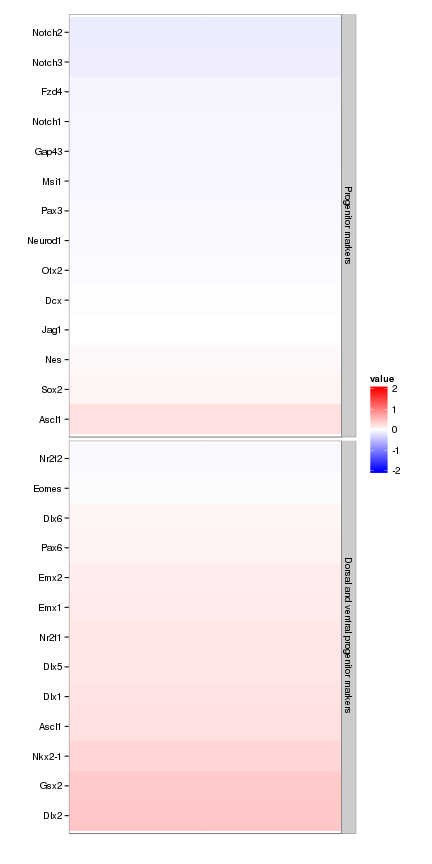 Notch2
Notch3
Fzd4
Notch1
Gap43
Msi1
Pax3
Neurod1
Otx2
Dcx
Jag1
Nes
Sox2
Ascl1
Progenitor markers
Nr2f2
Eomes
Dlx6
Pax6
Emx2
Emx1
Nr2f1
Dlx5
Dlx1
Ascl1
Nkx2-1
Gsx2
Dlx2
Dorsal and ventral progenitor markers
value
2
1
0
-1
-2